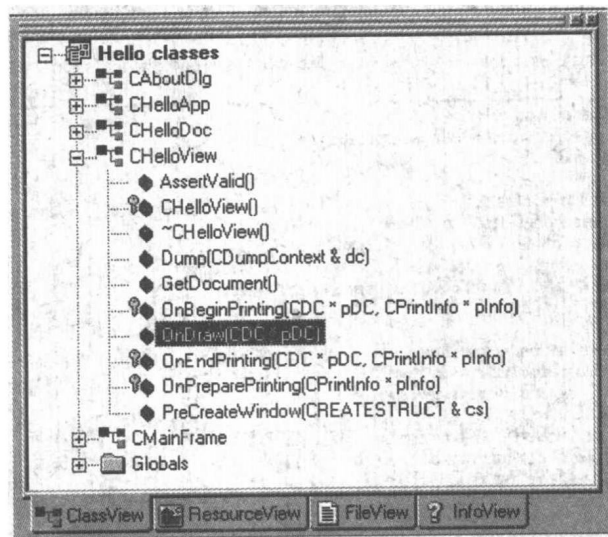 Hello classes
CAboutDlg
CHelloApp
CHelloDoc
CHelloView
AssertValid()
CHelloView()
~CHelloView()
Dump(CDumpContext & dc)
GetDocument()
OnBeginPrinting(CDC * pDC, CPrintInfo * pInfo)
OnDraw(CDC * pDC)
OnEndPrinting(CDC * pDC, CPrintInfo * pInfo)
OnPreparePrinting(CPrintInfo * pInfo)
PreCreateWindow(CREATESTRUCT & cs)
CMainFrame
Globals
ClassView ResourceView FileView InfoView